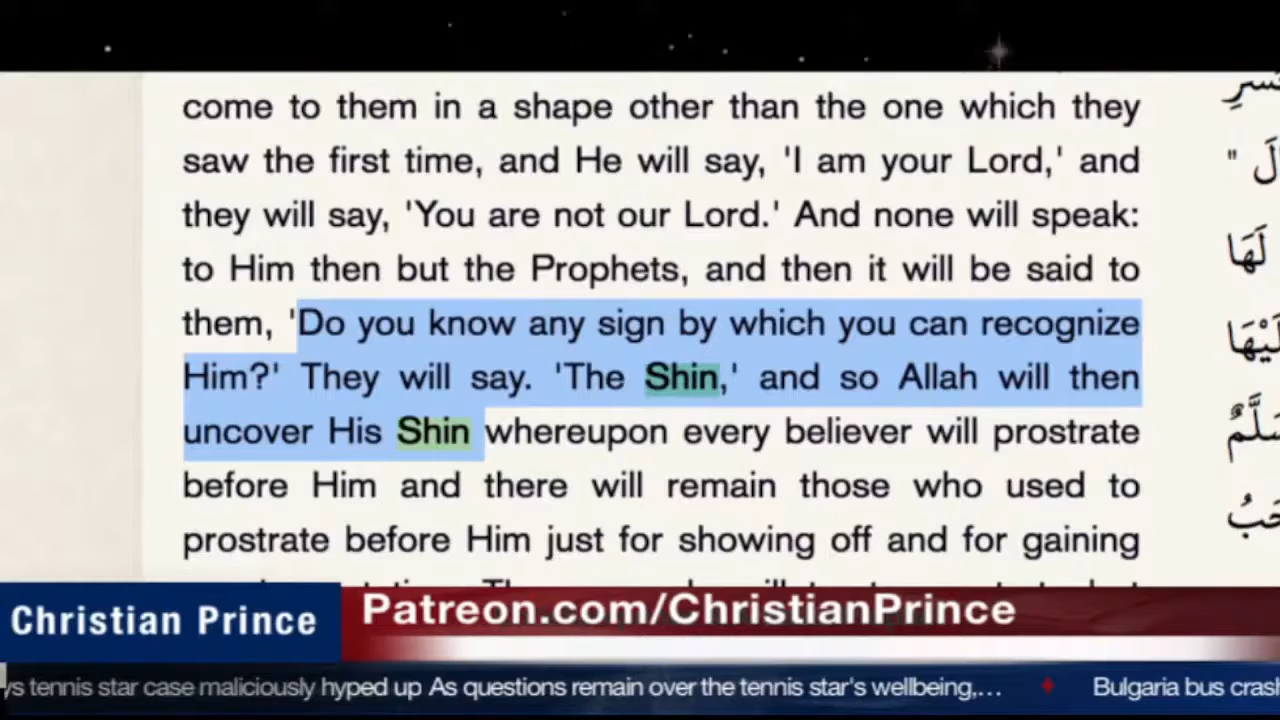 come to them in a shape other than the one which they
saw the first time, and He will say, 'I am your Lord,' and
they will say, 'You are not our Lord.' And none will speak:
to Him then but the Prophets, and then it will be said to
them, 'Do you know any sign by which you can recognize
Him?' They will say. 'The Shin,' and so Allah will then
uncover His Shin whereupon every believer will prostrate
before Him and there will remain those who used to
prostrate before Him just for showing off and for gaining
لَهَا
Christian Prince
Patreon.com/ChristianPrince
tennis star case maliciously hyped up As questions remain over the tennis star's wellbeing,... Bulgaria bus crash